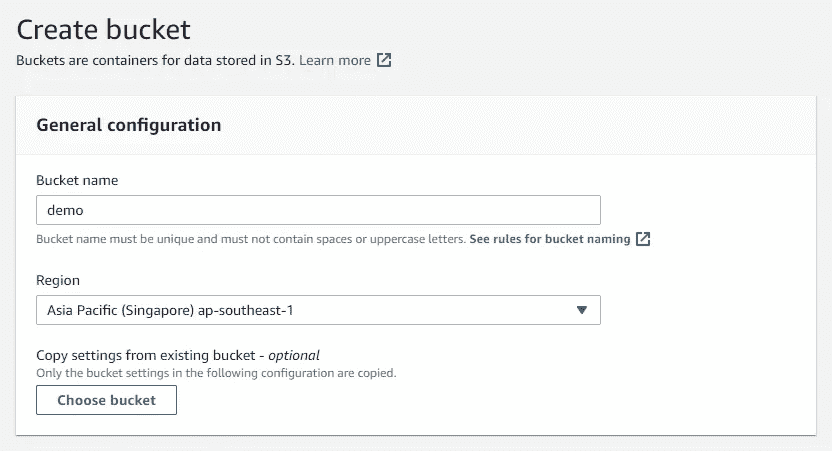 Create bucket
Buckets are containers for data stored in S3. Learn more
General configuration
Bucket name
demo
Bucket name must be unique and must not contain spaces or uppercase letters. See rules for bucket naming
Region
Asia Pacific (Singapore) ap-southeast-1
Copy settings from existing bucket - optional
Only the bucket settings in the following configuration are copied.
Choose bucket